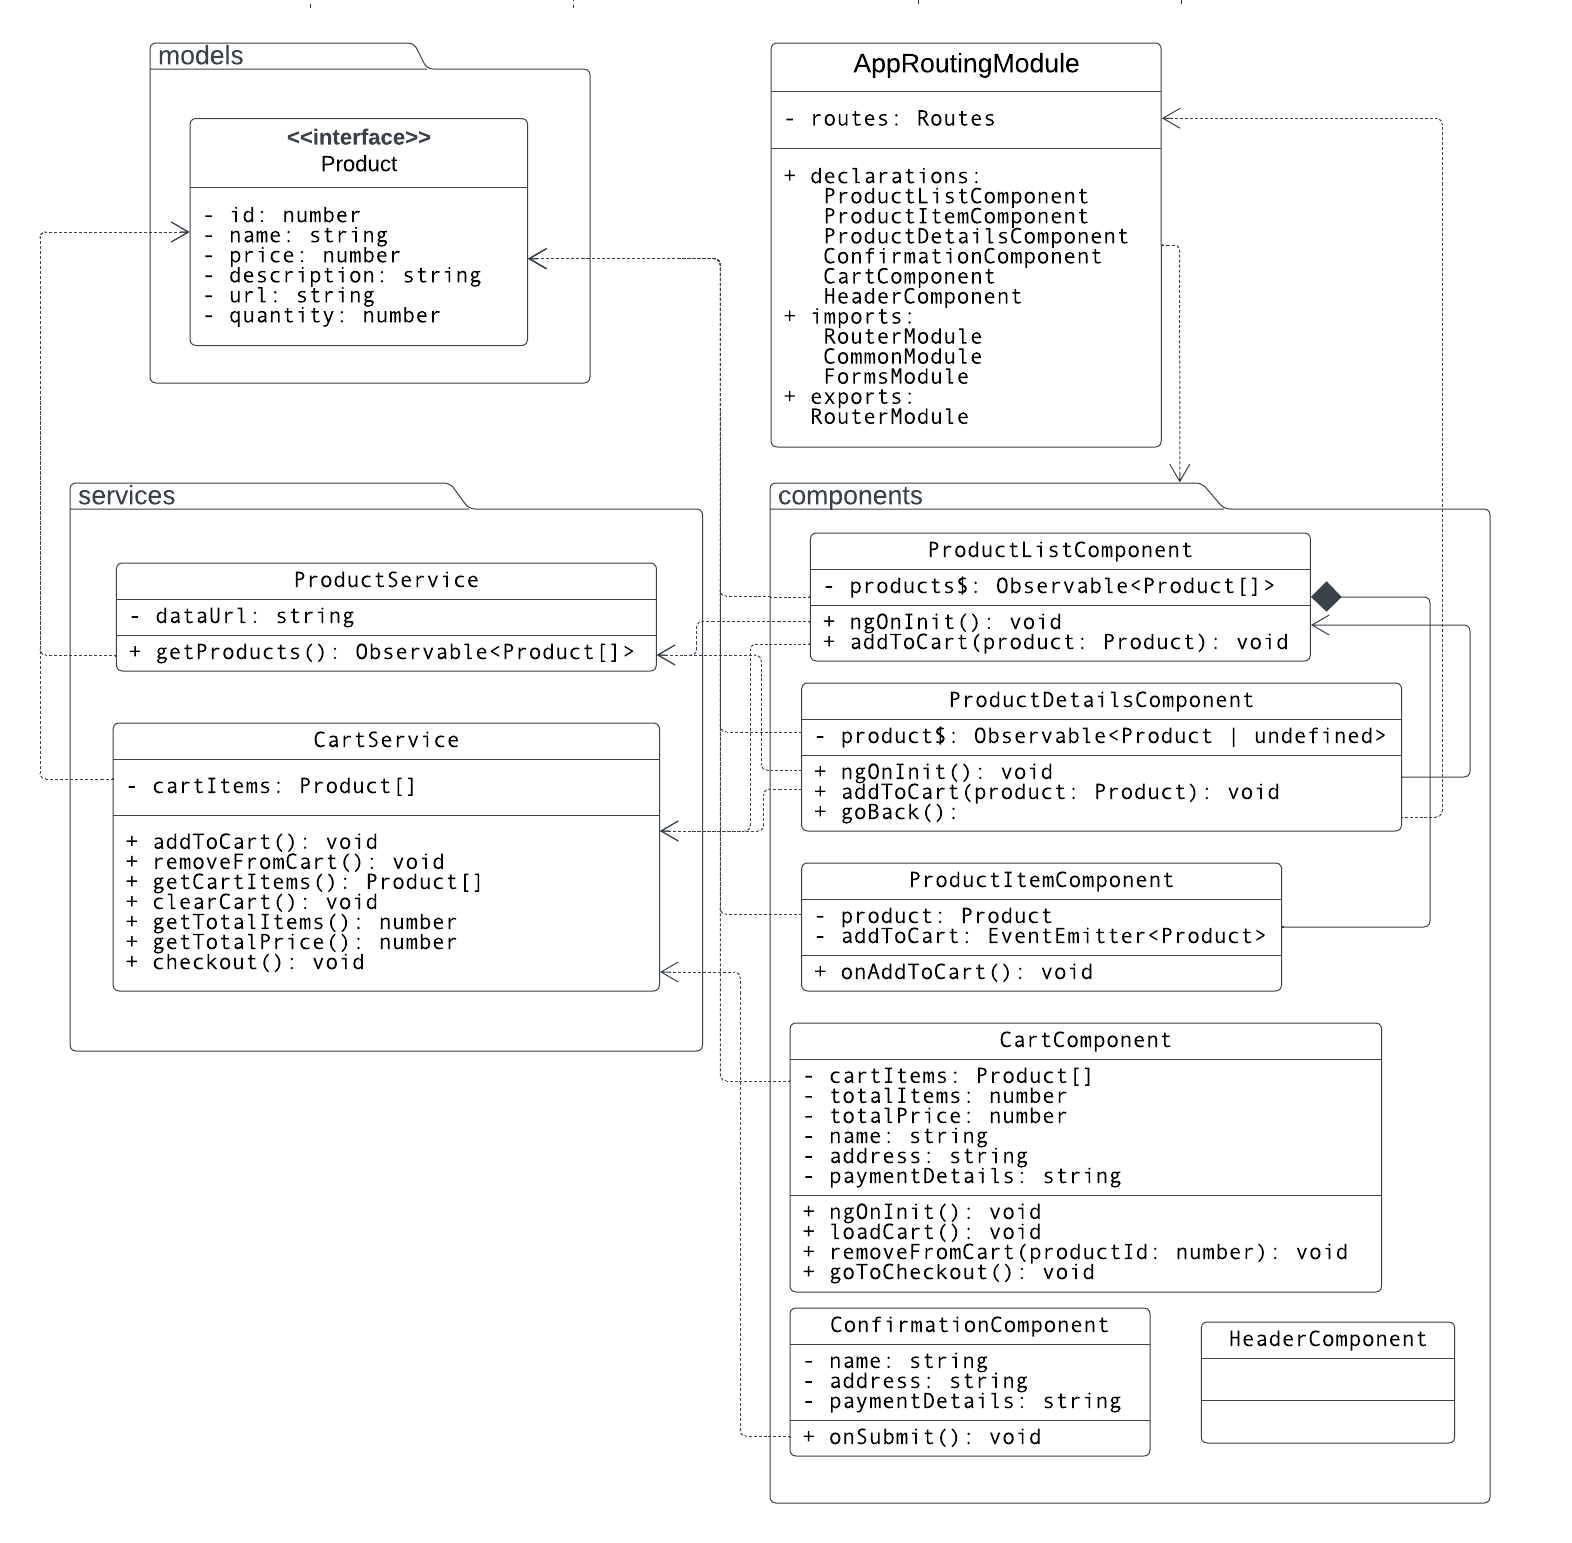 models
<<interface>>
Product
- id: number
- name: string
- price: number
- description: string
- url: string
- quantity: number
AppRoutingModule
- routes: Routes
+ declarations:
ProductListComponent
ProductItemComponent
ProductDetailsComponent
ConfirmationComponent
CartComponent
HeaderComponent
+ imports:
RouterModule
CommonModule
FormsModule
+ exports:
RouterModule
services
ProductService
- dataUrl: string
+ getProducts(): Observable<Product[]>
CartService
- cartItems: Product[]
+ addToCart(): void
+ removeFromCart(): void
+ getCartItems(): Product[]
+ clearCart(): void
+ getTotalItems(): number
+ getTotalPrice(): number
+ checkout(): void
components
ProductListComponent
- products$: Observable<Product[]>
+ ngOnInit(): void
+ addToCart(product: Product): void
ProductDetailsComponent
- product$: Observable<Product | undefined>
+ ngOnInit(): void
+ addToCart(product: Product): void
+ goBack():
ProductItemComponent
- product: Product
- addToCart: EventEmitter<Product>
+ onAddToCart(): void
CartComponent
- cartItems: Product[]
- totalItems: number
- totalPrice: number
- name: string
- address: string
- paymentDetails: string
+ ngOnInit(): void
+ loadCart(): void
+ removeFromCart(productId: number): void
+ goToCheckout(): void
ConfirmationComponent
- name: string
- address: string
- paymentDetails: string
+ onSubmit(): void
HeaderComponent